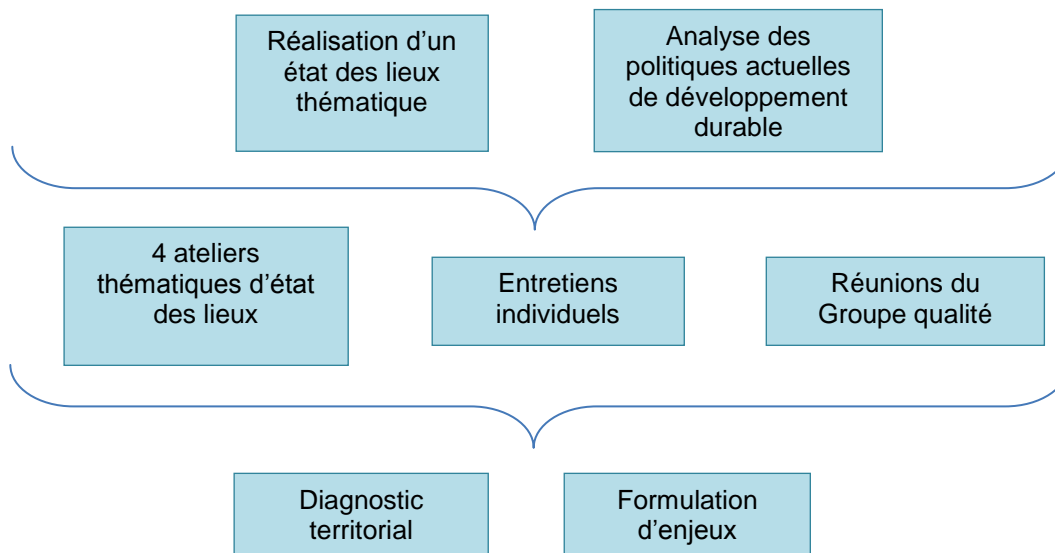 Réalisation d’un
état des lieux
thématique
Analyse des
politiques actuelles
de développement
durable
4 ateliers
thématiques d’état
des lieux
Entretiens
individuels
Réunions du
Groupe qualité
Diagnostic
territorial
Formulation
d’enjeux